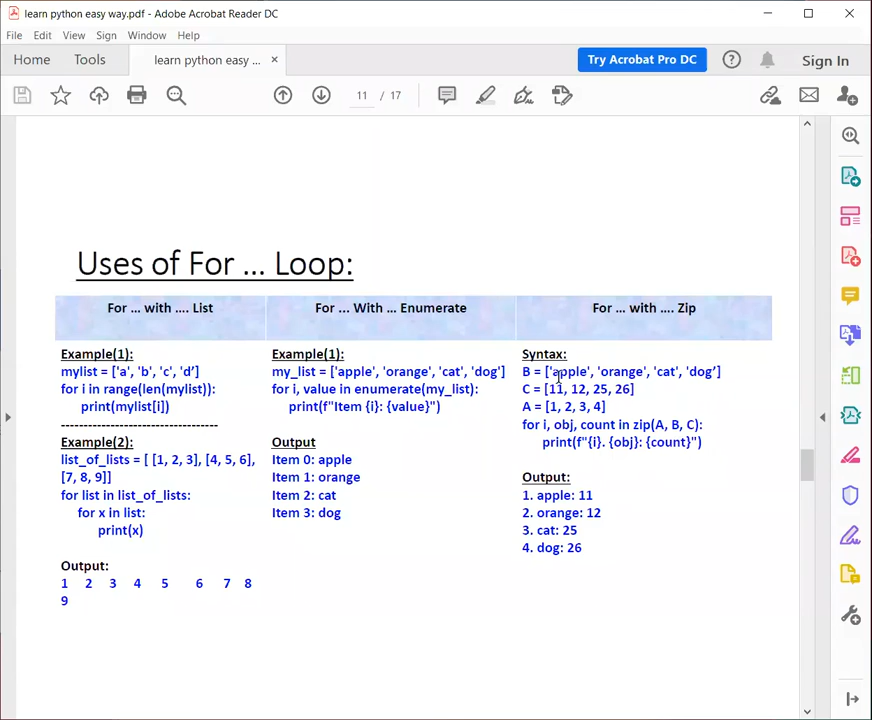 learn python easy way.pdf - Adobe Acrobat Reader DC
File Edit View Sign Window Help
Home Tools learn python easy ... × Try Acrobat Pro DC Sign In
11 / 17
Uses of For ... Loop:
For ... with .... List
Example(1):
mylist = ['a', 'b', 'c', 'd’]
for i in range(len(mylist)):
print(mylist[i])
---------------------------------
Example(2):
list_of_lists = [ [1, 2, 3], [4, 5, 6],
[7, 8, 9]]
for list in list_of_lists:
for x in list:
print(x)
Output:
1 2 3 4 5 6 7 8
9
For ... With ... Enumerate
Example(1):
my_list = ['apple', 'orange', 'cat', 'dog']
for i, value in enumerate(my_list):
print(f"Item {i}: {value}")
Output
Item 0: apple
Item 1: orange
Item 2: cat
Item 3: dog
For ... with .... Zip
Syntax:
B = ['apple', 'orange', 'cat', 'dog’]
C = [11, 12, 25, 26]
A = [1, 2, 3, 4]
for i, obj, count in zip(A, B, C):
print(f"{i}. {obj}: {count}")
Output:
1. apple: 11
2. orange: 12
3. cat: 25
4. dog: 26